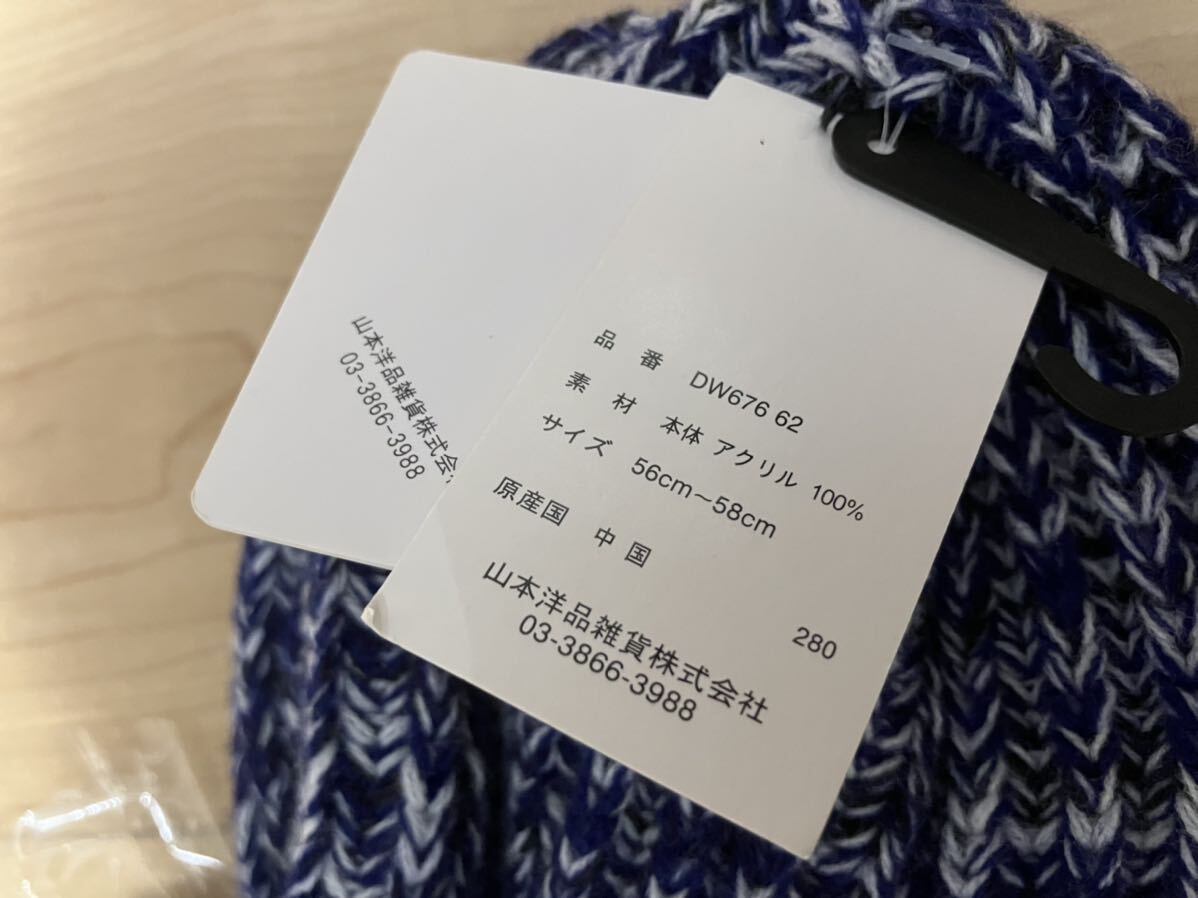 山本洋品雑貨株式会
03-3866-3988
品 番 DW676 62
素 材 本体 アクリル 100%
サイズ 56cm～58cm
原産国 中 国
280
山本洋品雑貨株式会社
03-3866-3988